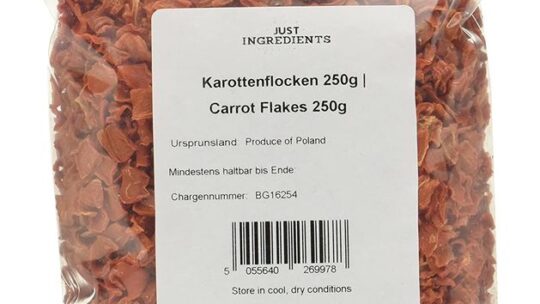 JUST
INGREDIENTS
Karottenflocken 250g |
Carrot Flakes 250g
Ursprunsland: Produce of Poland
Mindestens haltbar bis Ende:
Chargennummer: BG16254
5 055640 269978
Store in cool, dry conditions